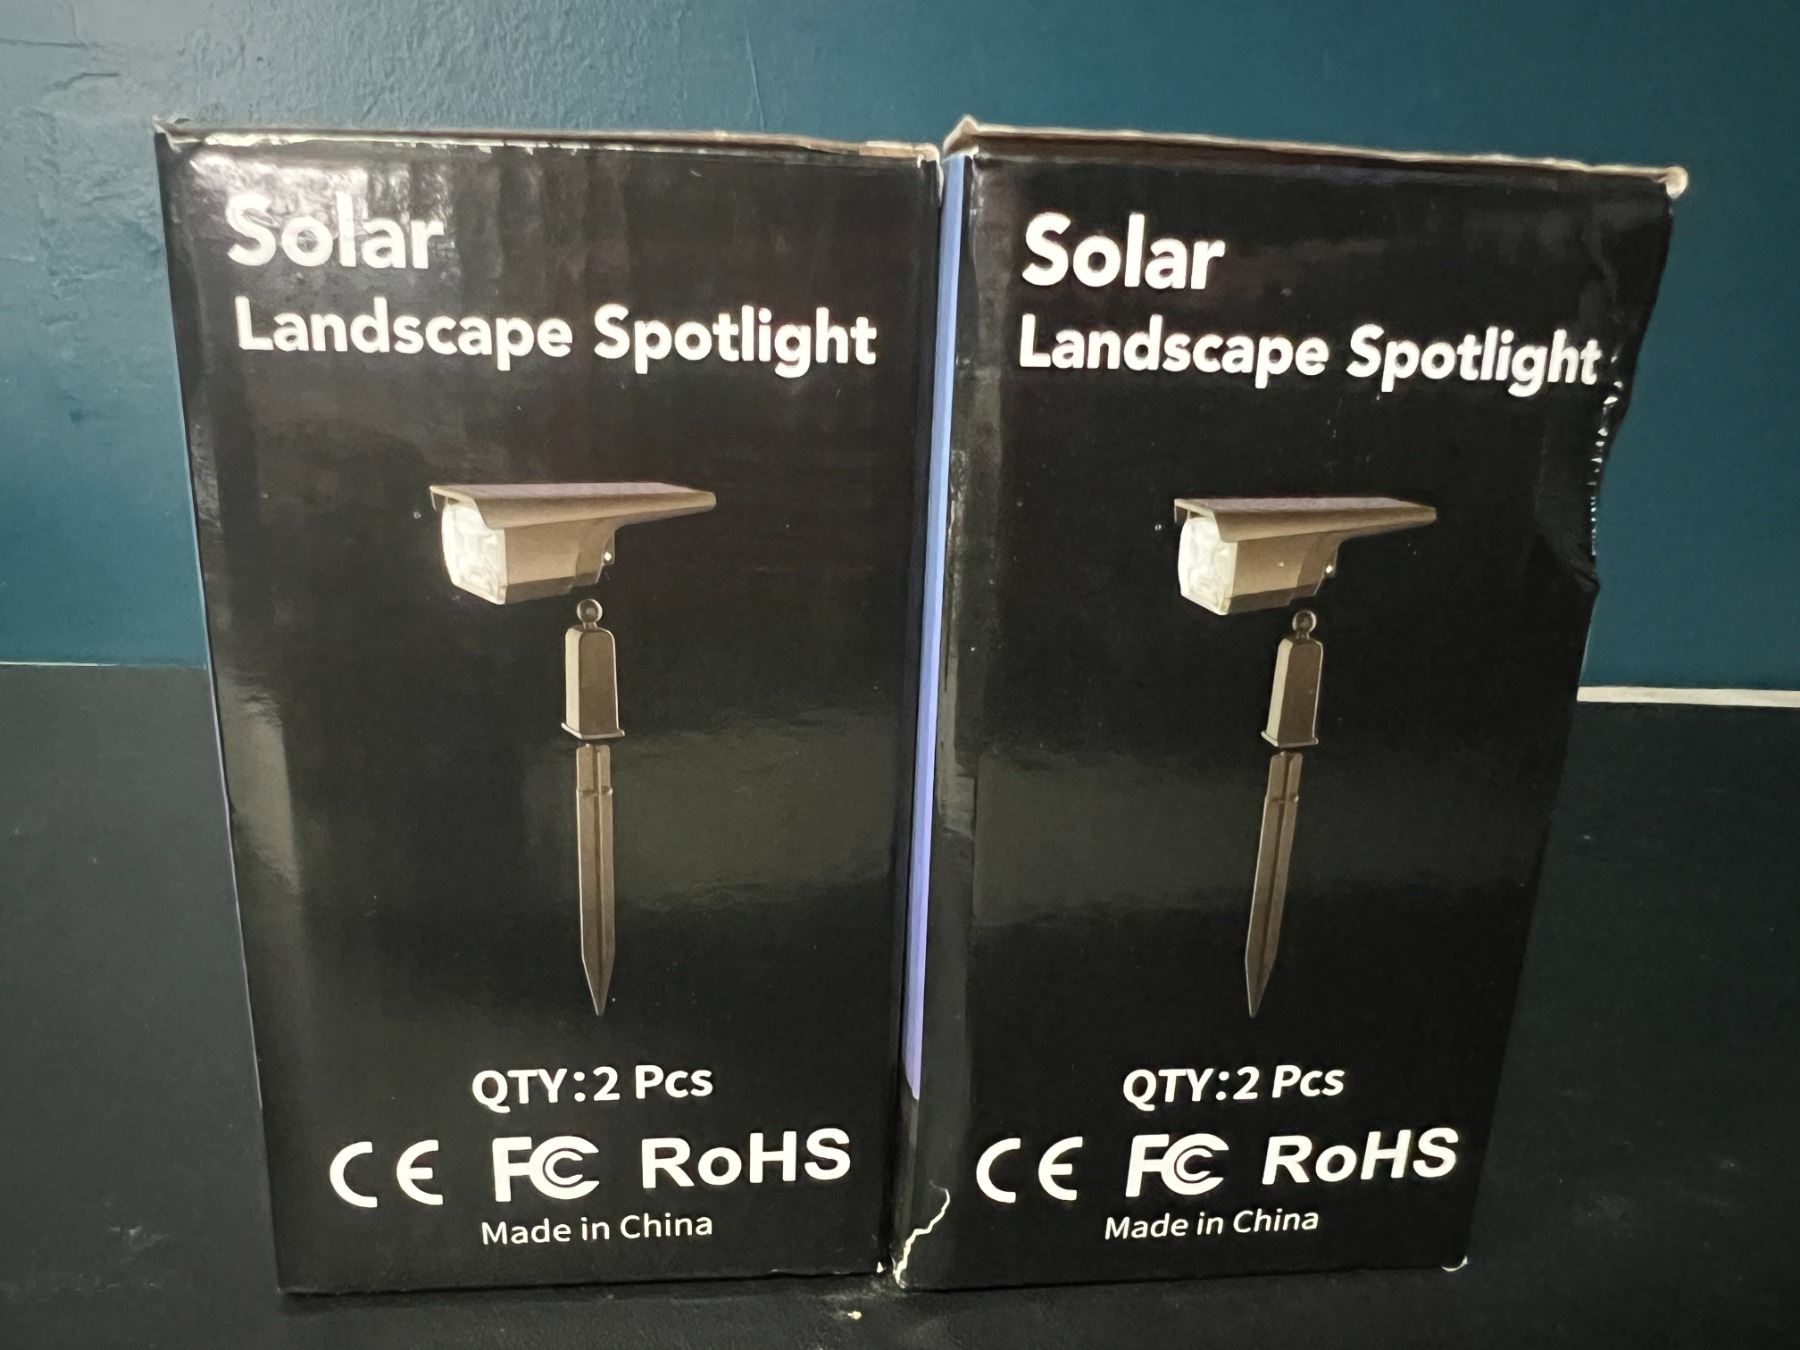 Solar
Landscape Spotlight
QTY:2 Pcs
CE FC RoHS
Made in China
Solar
Landscape Spotlight
QTY:2 Pcs
CE FC RoHS
Made in China